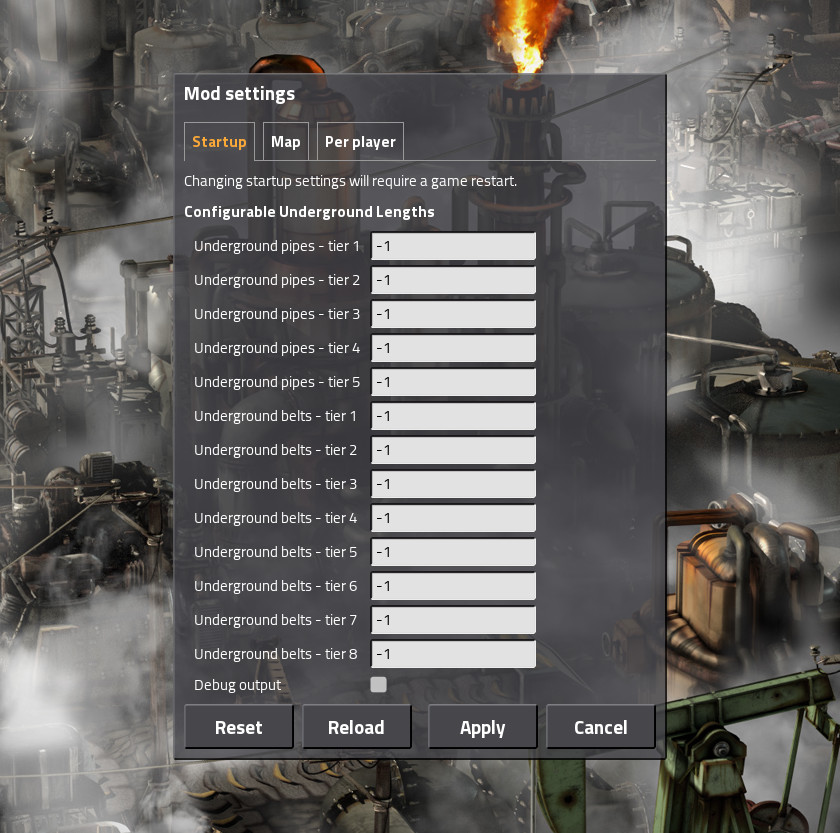 Mod settings
Startup Map Per player
Changing startup settings will require a game restart.
Configurable Underground Lengths
Underground pipes - tier 1 -1
Underground pipes - tier 2 -1
Underground pipes - tier 3 -1
Underground pipes - tier 4 -1
Underground pipes - tier 5 -1
Underground belts - tier 1 -1
Underground belts - tier 2 -1
Underground belts - tier 3 -1
Underground belts - tier 4 -1
Underground belts - tier 5 -1
Underground belts - tier 6 -1
Underground belts - tier 7 -1
Underground belts - tier 8 -1
Debug output
Reset Reload Apply Cancel